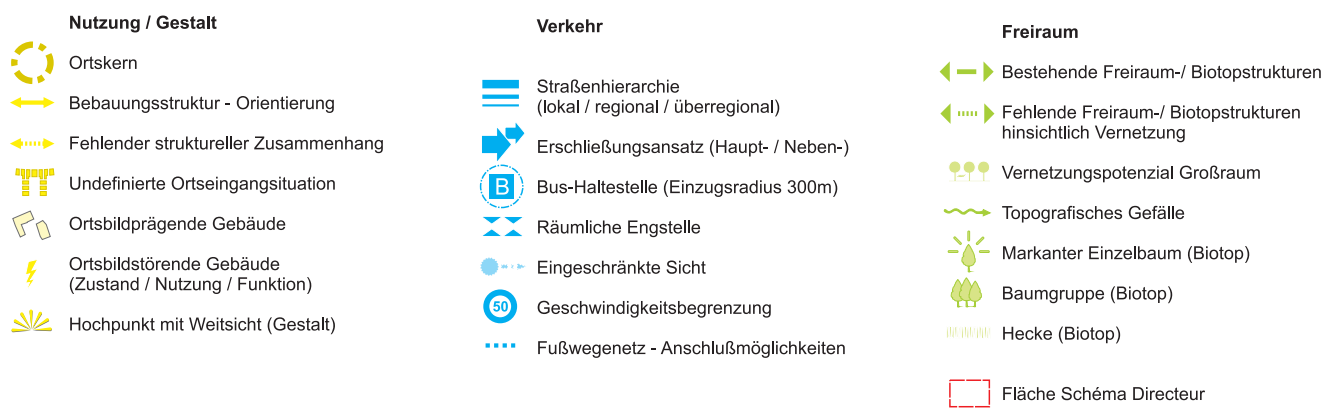 Nutzung / Gestalt
Ortskern
Bebauungsstruktur - Orientierung
Fehlender struktureller Zusammenhang
Undefinierte Ortseingangsituation
Ortsbildprägende Gebäude
Ortsbildstörende Gebäude
(Zustand / Nutzung / Funktion)
Hochpunkt mit Weitsicht (Gestalt)
Verkehr
Straßenhierarchie
(lokal / regional / überregional)
Erschließungsansatz (Haupt- / Neben-)
B
Bus-Haltestelle (Einzugsradius 300m)
Räumliche Engstelle
Eingeschränkte Sicht
50
Geschwindigkeitsbegrenzung
Fußwegenetz - Anschlußmöglichkeiten
Freiraum
Bestehende Freiraum-/ Biotopstrukturen
Fehlende Freiraum-/ Biotopstrukturen
hinsichtlich Vernetzung
Vernetzungspotenzial Großraum
Topografisches Gefälle
Markanter Einzelbaum (Biotop)
Baumgruppe (Biotop)
Hecke (Biotop)
Fläche Schéma Directeur